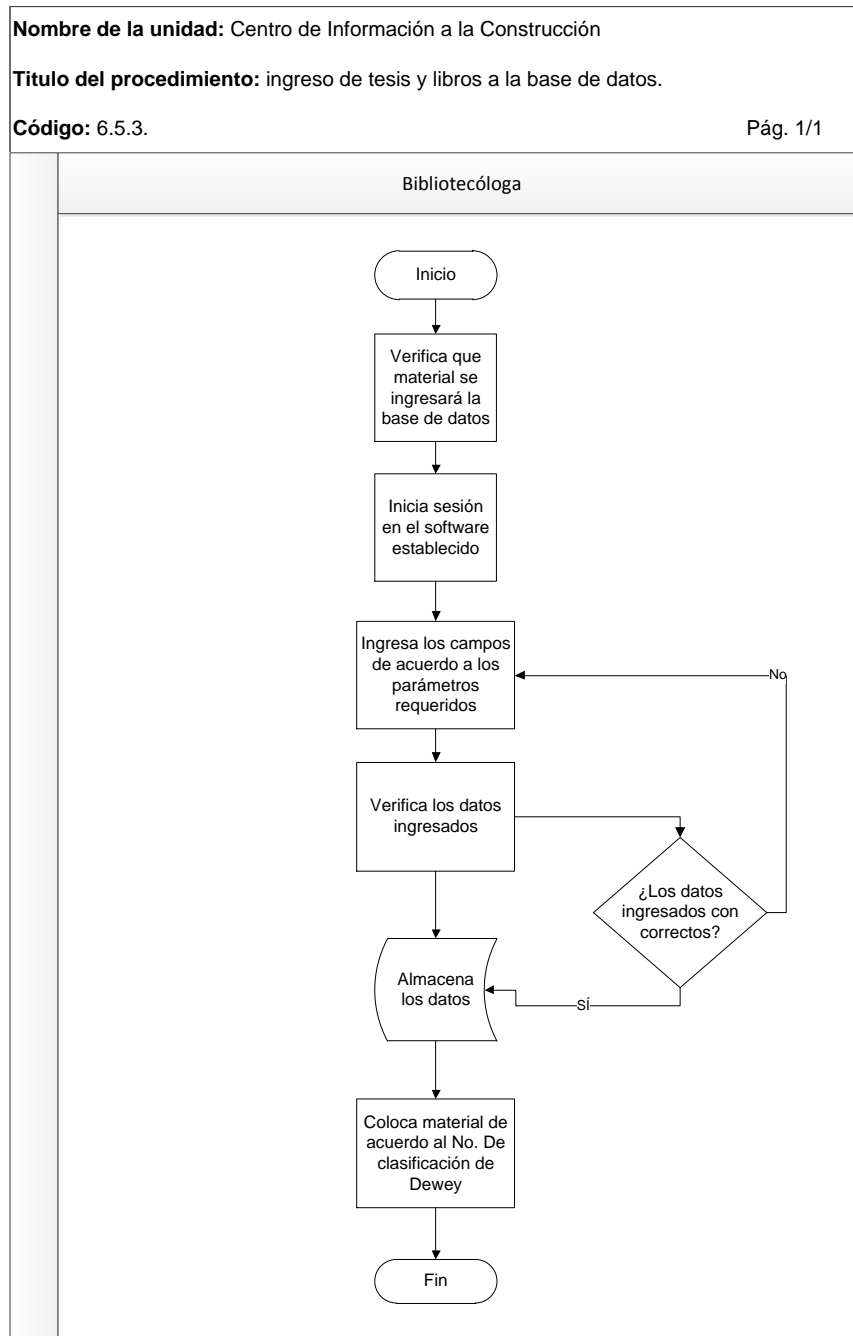 Nombre de la unidad: Centro de Información a la Construcción
Titulo del procedimiento: ingreso de tesis y libros a la base de datos.
Código: 6.5.3. Pág. 1/1
Bibliotecóloga
Inicio
Verifica que
material se
ingresará la
base de datos
Inicia sesión
en el software
establecido
Ingresa los campos
de acuerdo a los
parámetros
requeridos
No
Verifica los datos
ingresados
¿Los datos
ingresados con
correctos?
Almacena
los datos
SÍ
Coloca material de
acuerdo al No. De
clasificación de
Dewey
Fin